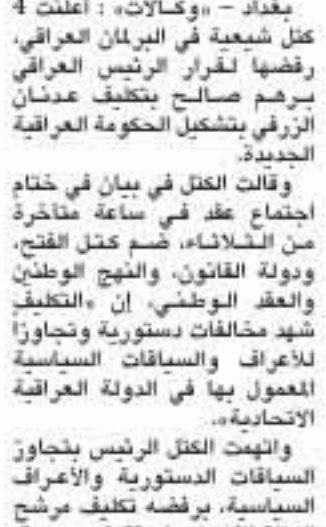 بغداد – «وكالات» : أعلنت 4
كتل شيعية في البرلمان العراقي،
رفضها لقرار الرئيس العراقي
برهم صالح بتكليف عدنان
الزرفي بتشكيل الحكومة العراقية
الجديدة.
وقالت الكتل في بيان في ختام
اجتماع عقد في ساعة متأخرة
من الثلاثاء، ضم كتل الفتح،
ودولة القانون، والنهج الوطني
والعقد الوطني، إن «التكليف
شهد مخالفات دستورية وتجاوزا
للأعراف والسياقات السياسية
المعمول بها في الدولة العراقية
الاتحادية».
واتهمت الكتل الرئيس بتجاوز
السياقات الدستورية والأعراف
السياسية، برفضه تكليف مرشح